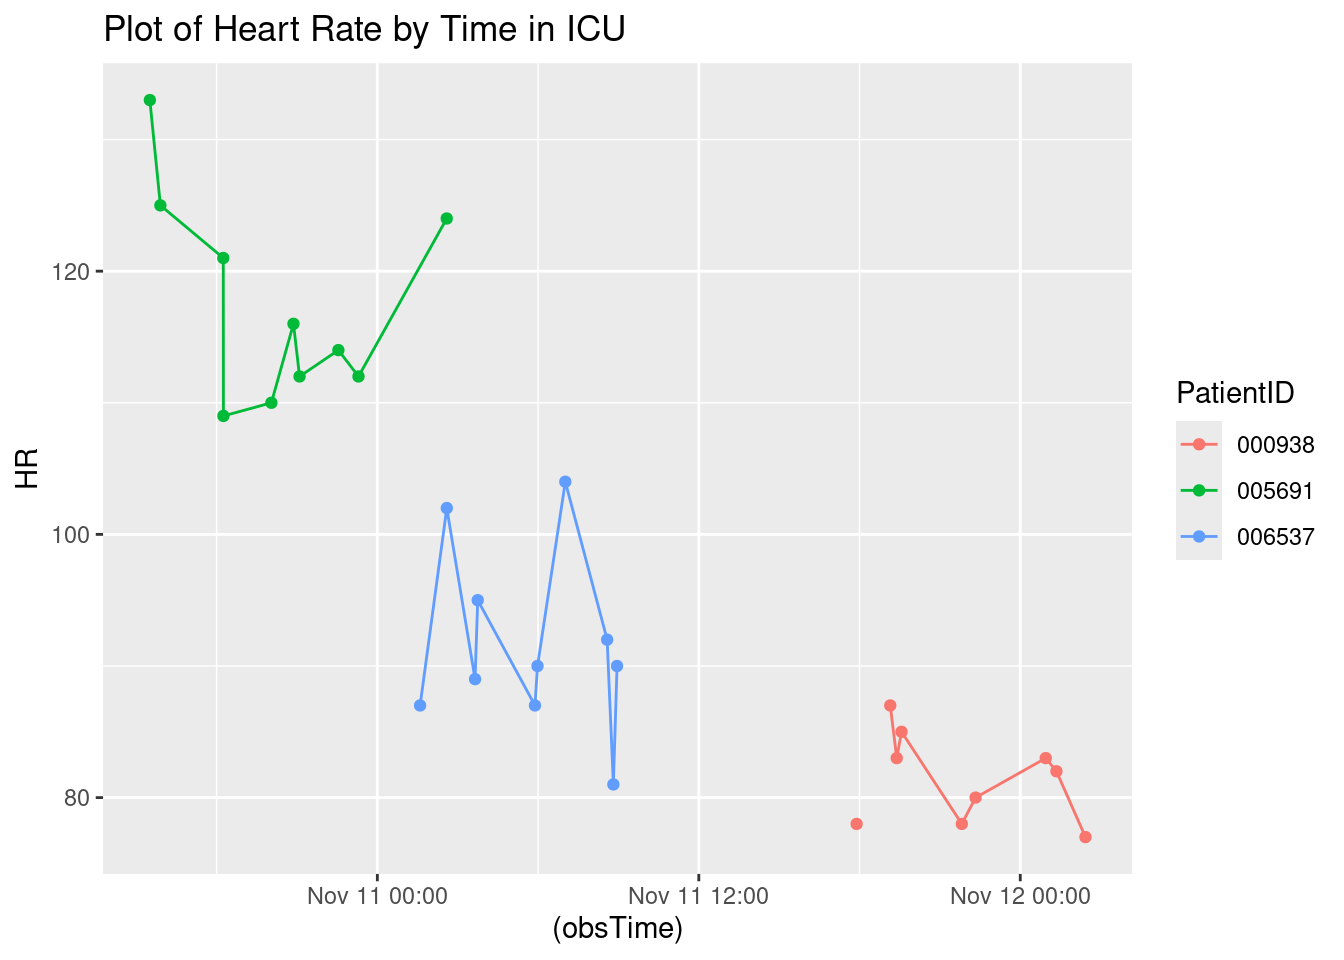 Plot of Heart Rate by Time in ICU
HR
120
100
80
Nov 11 00:00
Nov 11 12:00
Nov 12 00:00
(obsTime)
PatientID
000938
005691
006537